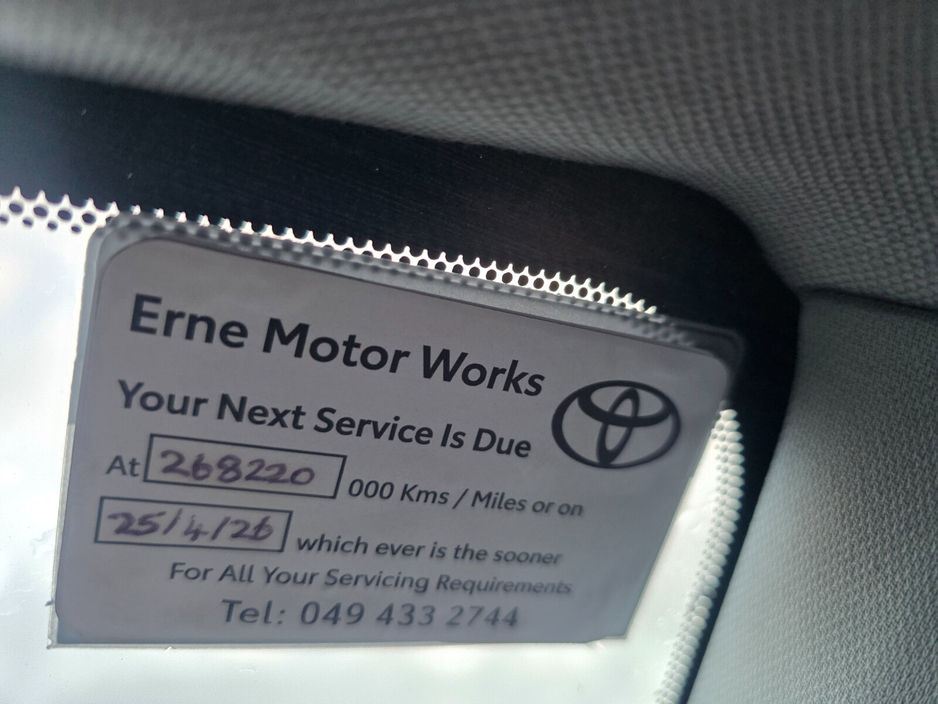 Erne Motor Works
Your Next Service Is Due
At 268220 000 Kms / Miles or on
25/4/26 which ever is the sooner
For All Your Servicing Requirements
Tel: 049 433 2744